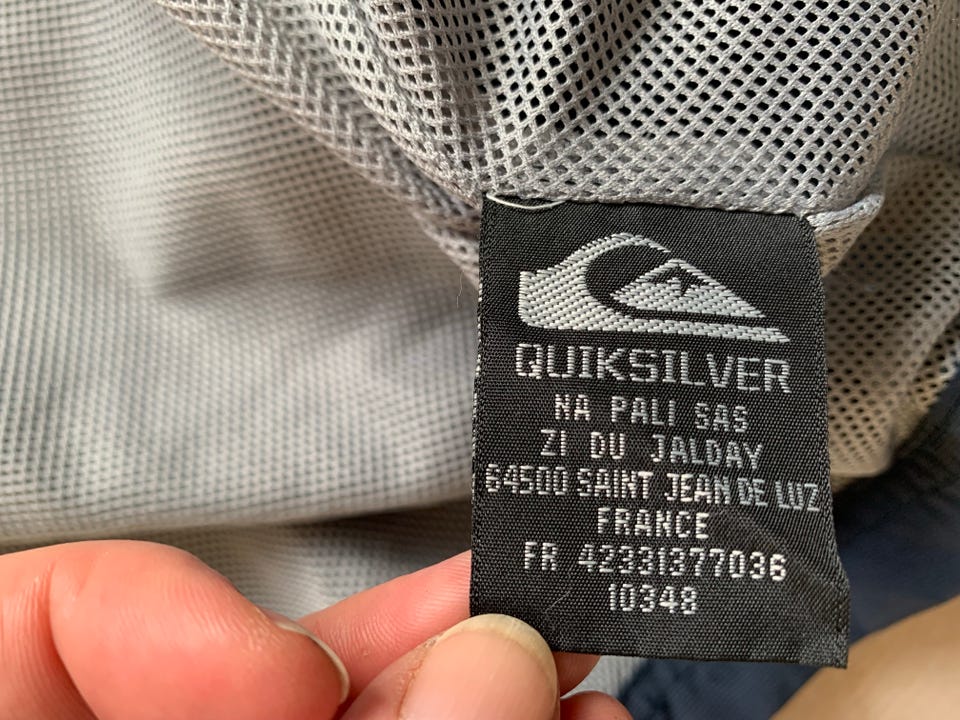 QUIKSILVER
NA PALI SAS
ZI DU JALDAY
64500 SAINT JEAN DE LUZ
FRANCE
FR 42331377036
10348